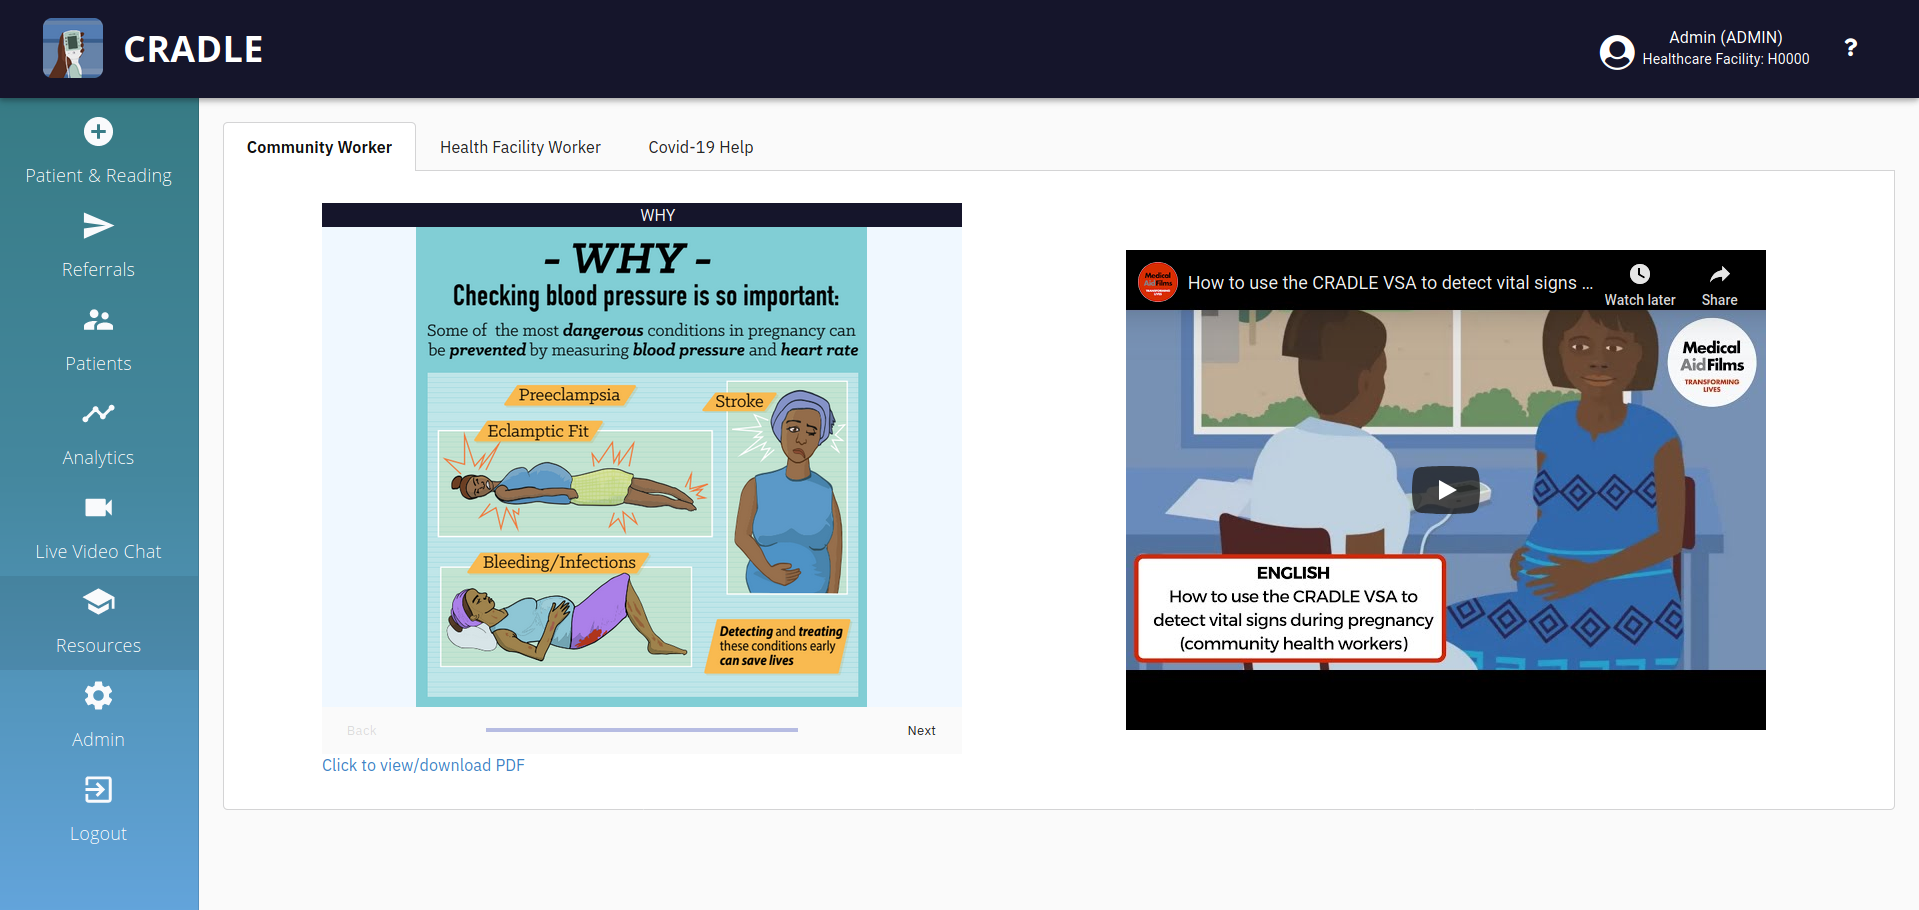 CRADLE
Admin (ADMIN)
Healthcare Facility: H0000
?
Patient & Reading
Referrals
Patients
Analytics
Live Video Chat
Resources
Admin
Logout
Community Worker
Health Facility Worker
Covid-19 Help
WHY
- WHY -
Checking blood pressure is so important:
Some of the most dangerous conditions in pregnancy can
be prevented by measuring blood pressure and heart rate
Preeclampsia
Eclamptic Fit
Stroke
Bleeding/Infections
Detecting and treating
these conditions early
can save lives
Back
Next
Click to view/download PDF
Medical
AidFilms
TRANSFORMING
LIVES
How to use the CRADLE VSA to detect vital signs ...
Watch later
Share
Medical
AidFilms
TRANSFORMING
LIVES
ENGLISH
How to use the CRADLE VSA to
detect vital signs during pregnancy
(community health workers)